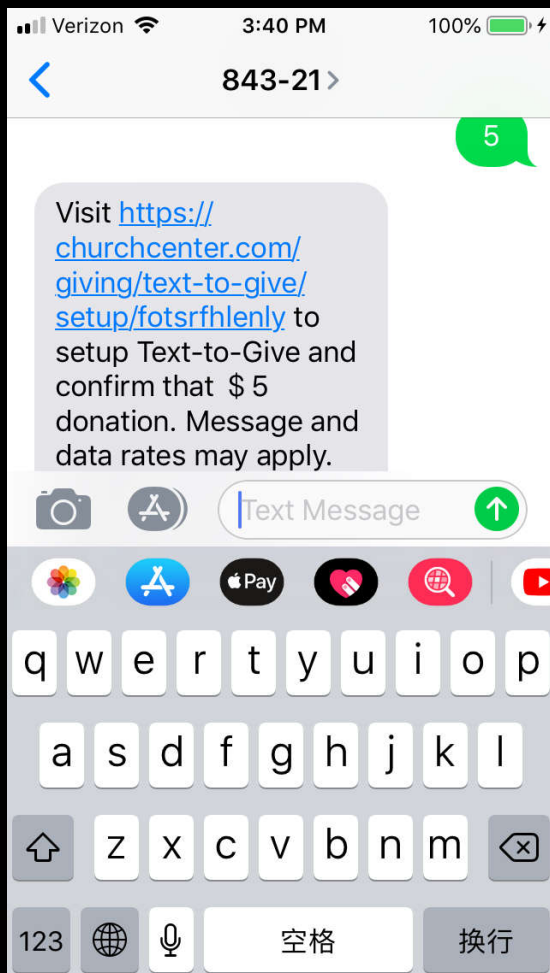 Verizon 3:40 PM 100%
843-21
5
Visit https://
churchcenter.com/
giving/text-to-give/
setup/fotsrfhlenly to
setup Text-to-Give and
confirm that $5
donation. Message and
data rates may apply.
Text Message
Pay
q w e r t y u i o p
a s d f g h j k l
z x c v b n m
123 空格 换行